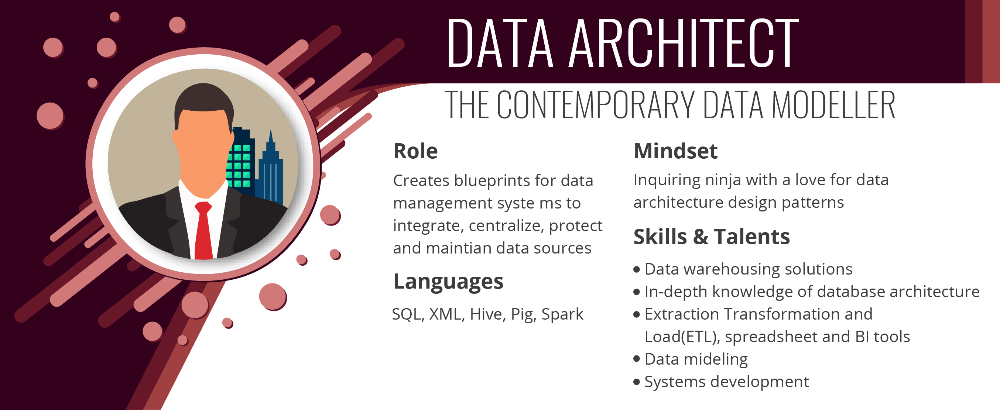 DATA ARCHITECT
THE CONTEMPORARY DATA MODELLER
Role
Creates blueprints for data
management syste ms to
integrate, centralize, protect
and maintian data sources
Languages
SQL, XML, Hive, Pig, Spark
Mindset
Inquiring ninja with a love for data
architecture design patterns
Skills & Talents
• Data warehousing solutions
• In-depth knowledge of database architecture
• Extraction Transformation and
Load(ETL), spreadsheet and BI tools
• Data mideling
• Systems development